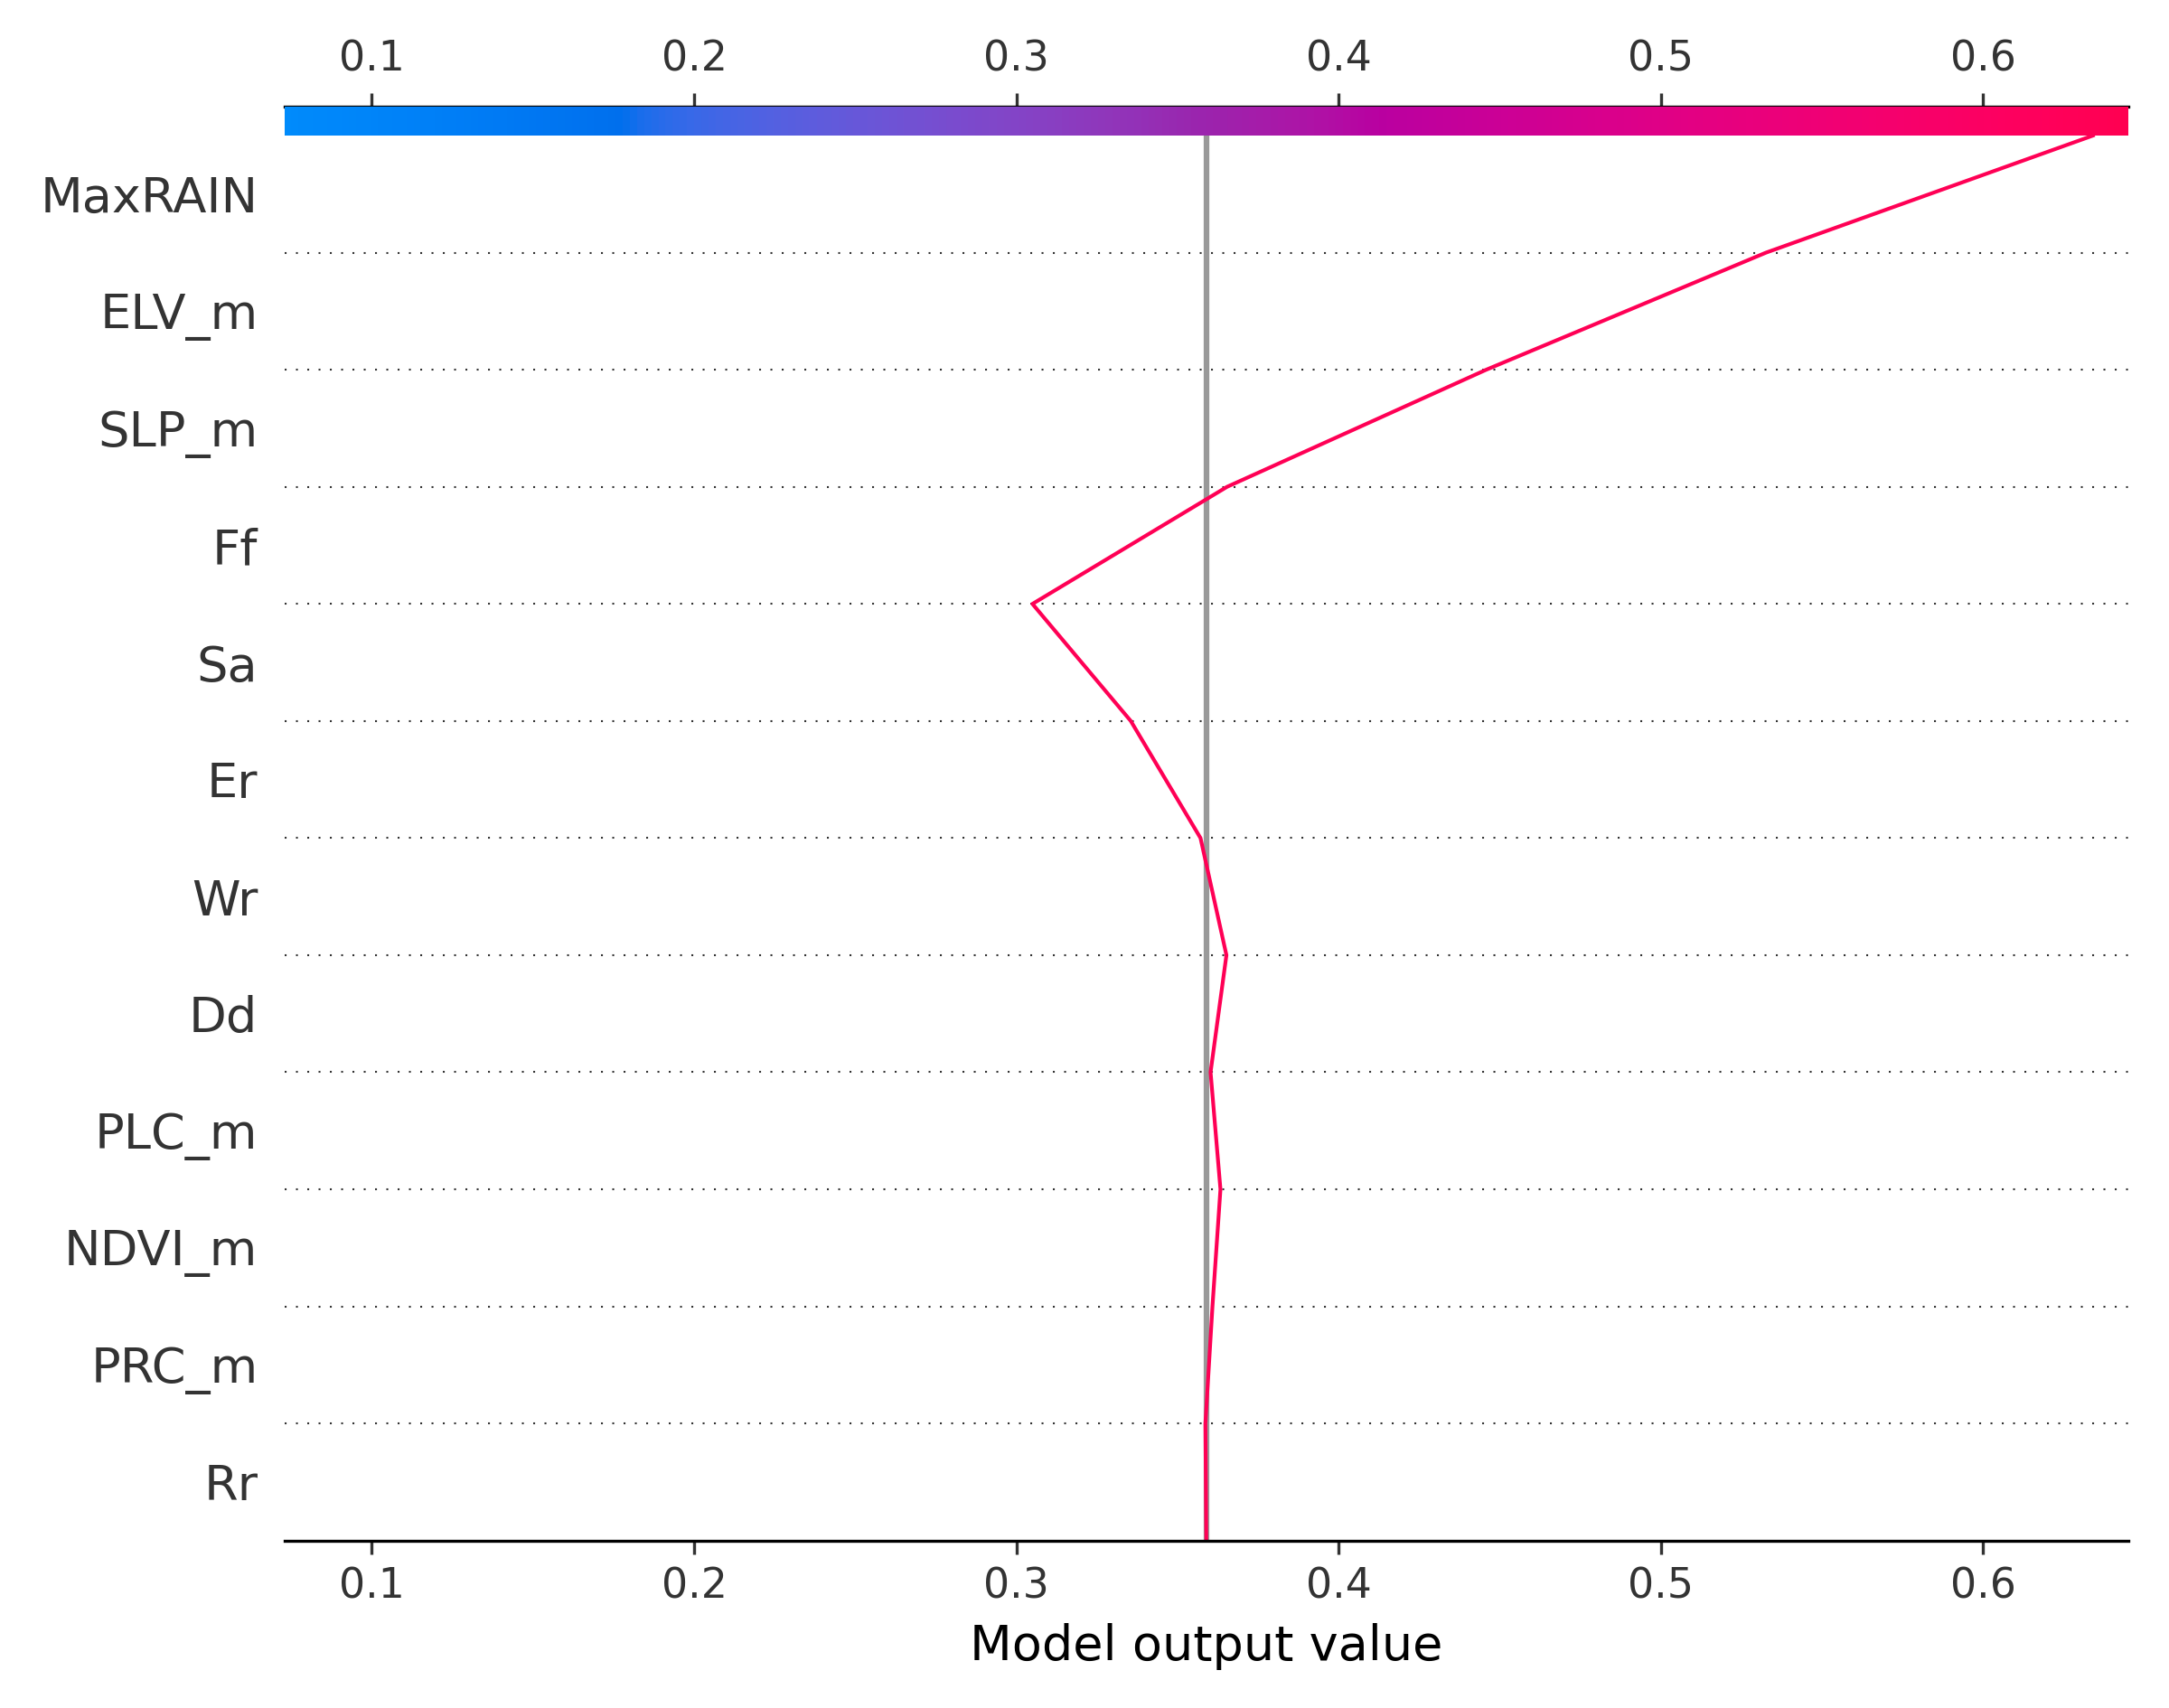 0.1 0.2 0.3 0.4 0.5 0.6
MaxRAIN
ELV_m
SLP_m
Ff
Sa
Er
Wr
Dd
PLC_m
NDVI_m
PRC_m
Rr
0.1 0.2 0.3 0.4 0.5 0.6
Model output value